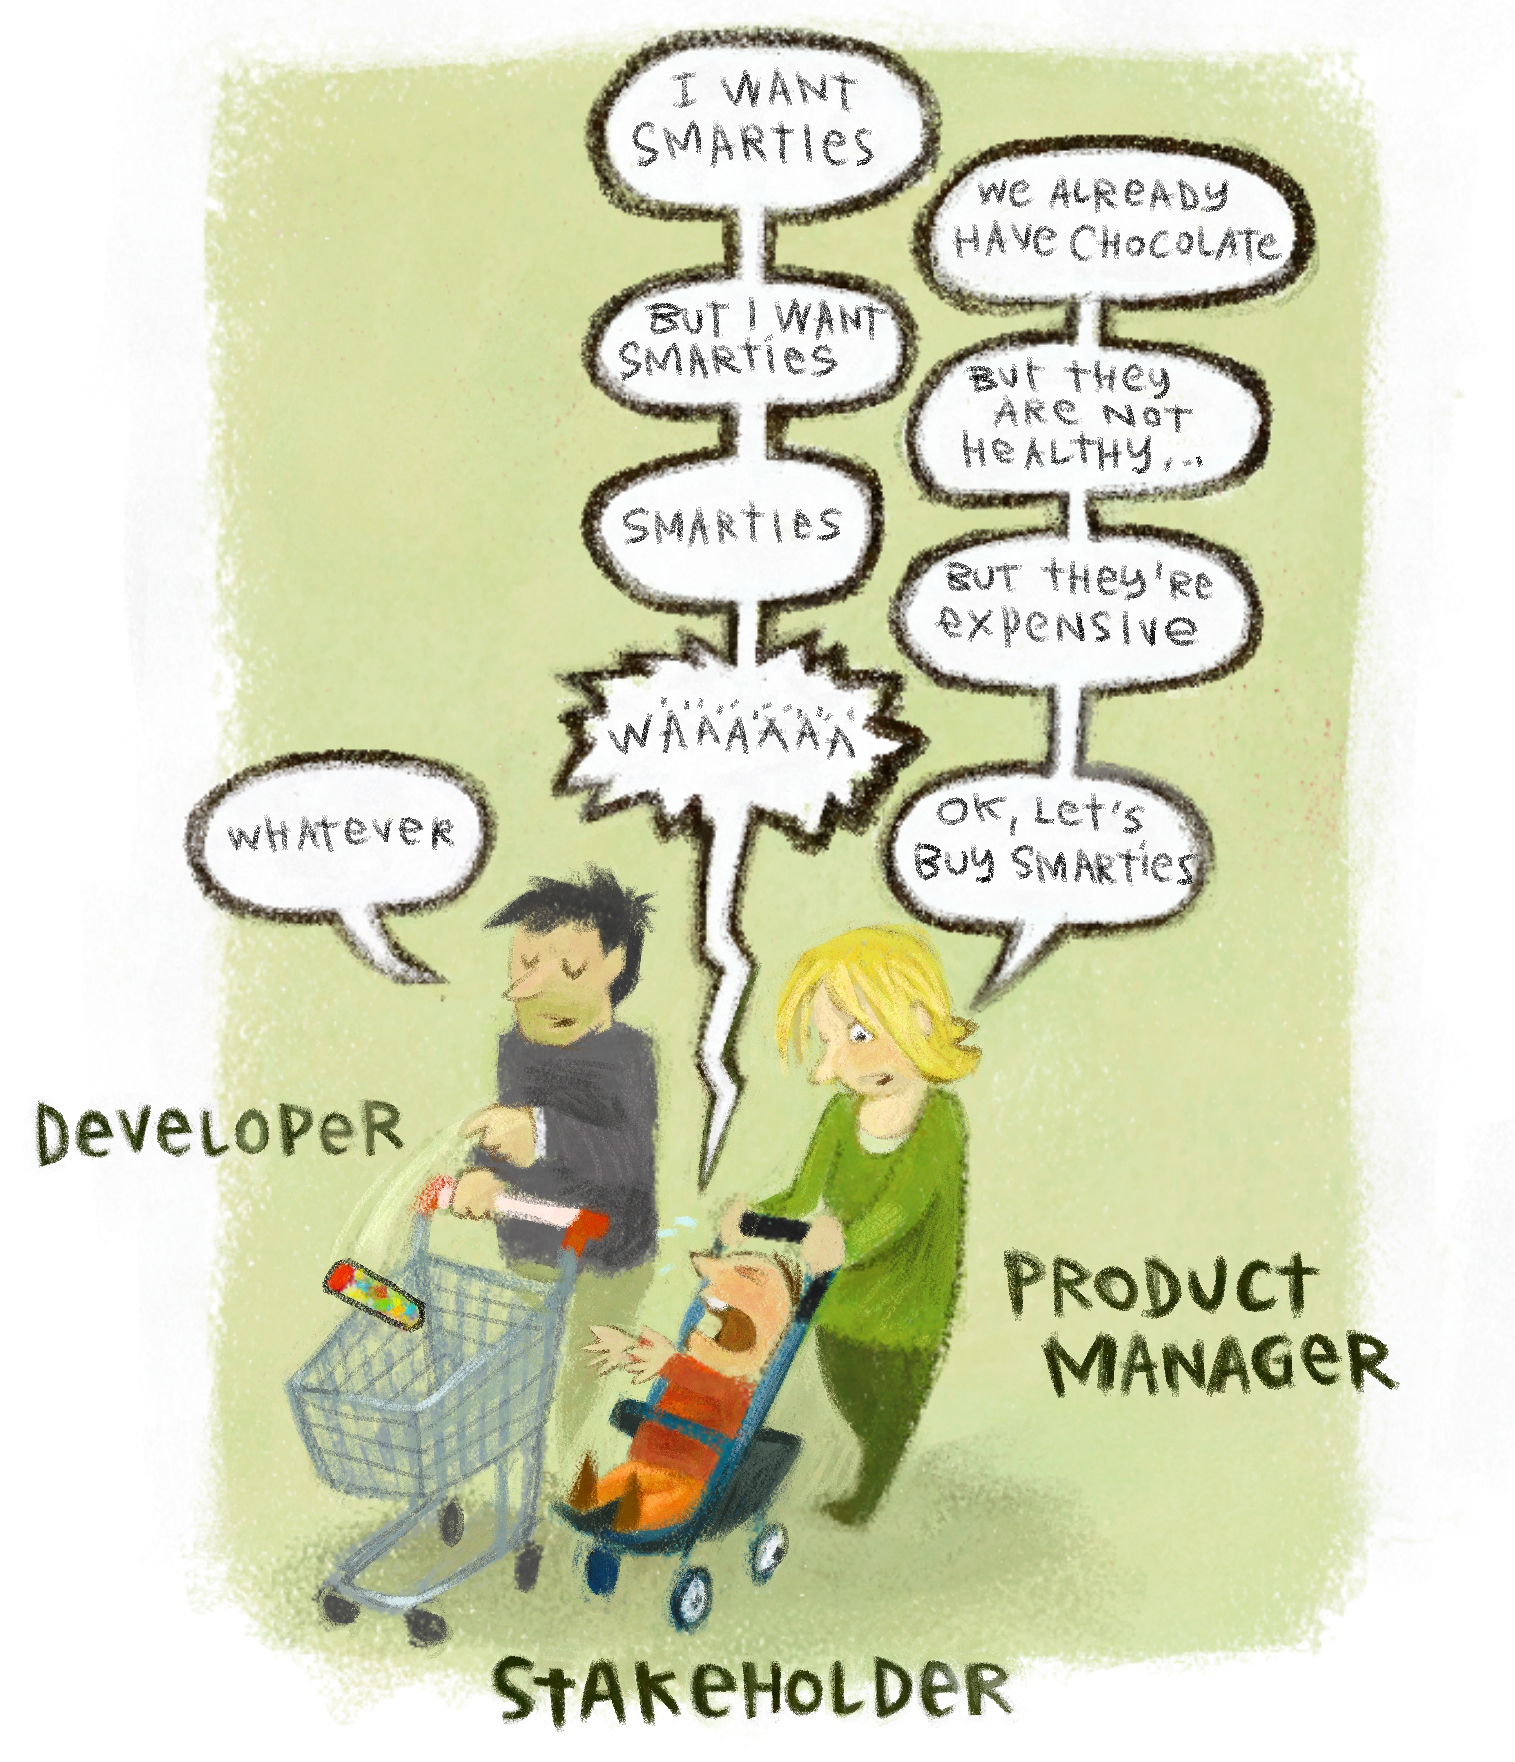 I WANT
SMARTIES
WE ALREADY
HAVE CHOCOLATE
BUT I WANT
SMARTIES
BUT THEY
ARE NOT
HEALTHY...
SMARTIES
BUT THEY'RE
EXPENSIVE
WÄÄÄÄÄÄ
OK, LET'S
BUY SMARTIES
WHATEVER
DEVELOPER
PRODUCT
MANAGER
STAKEHOLDER